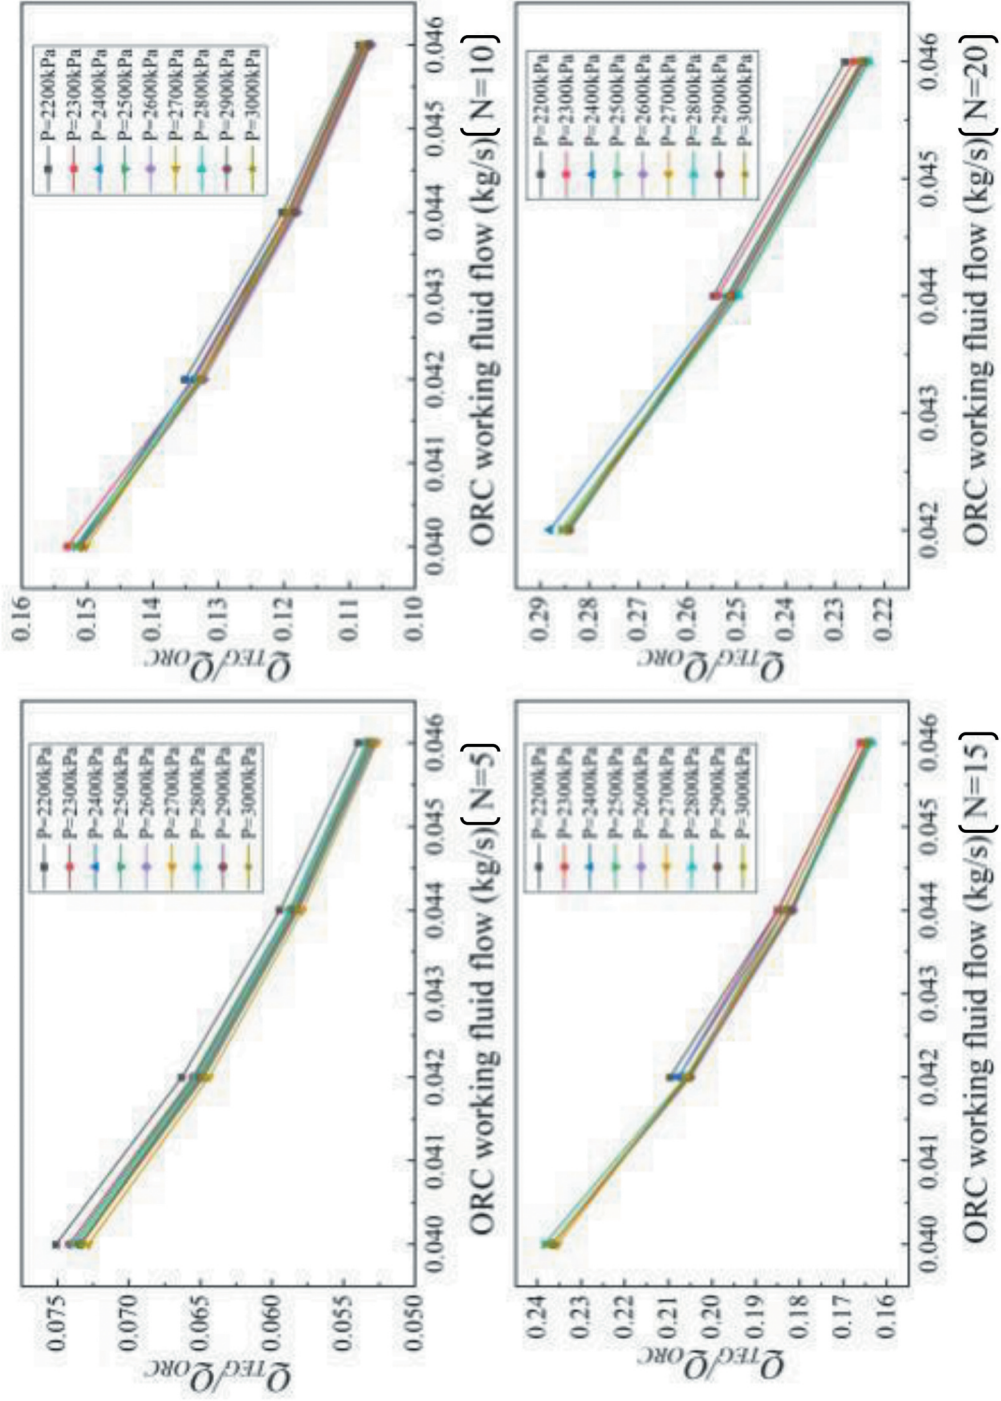 0.075
0.070
0.065
0.060
0.055
0.050
Q_TEG/Q_ORC
P=2200kPa
P=2300kPa
P=2400kPa
P=2500kPa
P=2600kPa
P=2700kPa
P=2800kPa
P=2900kPa
P=3000kPa
0.040 0.041 0.042 0.043 0.044 0.045 0.046
ORC working fluid flow (kg/s)(N=5)
0.16
0.15
0.14
0.13
0.12
0.11
0.10
Q_TEG/Q_ORC
P=2200kPa
P=2300kPa
P=2400kPa
P=2500kPa
P=2600kPa
P=2700kPa
P=2800kPa
P=2900kPa
P=3000kPa
0.040 0.041 0.042 0.043 0.044 0.045 0.046
ORC working fluid flow (kg/s)(N=10)
0.24
0.23
0.22
0.21
0.20
0.19
0.18
0.17
0.16
Q_TEG/Q_ORC
P=2200kPa
P=2300kPa
P=2400kPa
P=2500kPa
P=2600kPa
P=2700kPa
P=2800kPa
P=2900kPa
P=3000kPa
0.040 0.041 0.042 0.043 0.044 0.045 0.046
ORC working fluid flow (kg/s)(N=15)
0.29
0.28
0.27
0.26
0.25
0.24
0.23
0.22
Q_TEG/Q_ORC
P=2200kPa
P=2300kPa
P=2400kPa
P=2500kPa
P=2600kPa
P=2700kPa
P=2800kPa
P=2900kPa
P=3000kPa
0.042 0.043 0.044 0.045 0.046
ORC working fluid flow (kg/s)(N=20)